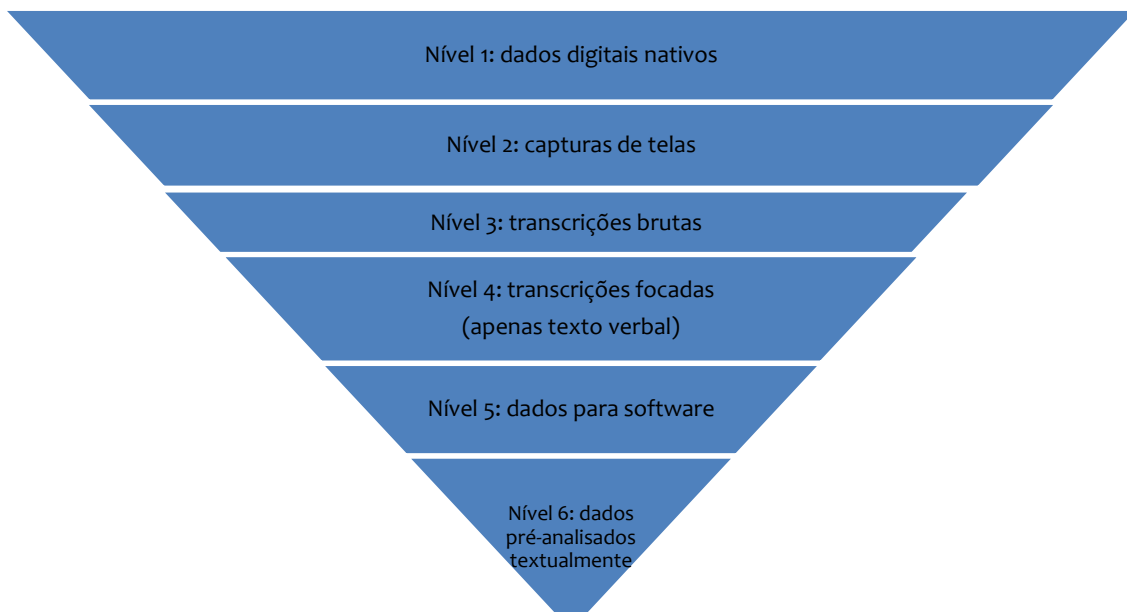 Nível 1: dados digitais nativos
Nível 2: capturas de telas
Nível 3: transcrições brutas
Nível 4: transcrições focadas
(apenas texto verbal)
Nível 5: dados para software
Nível 6: dados
pré-analisados
textualmente